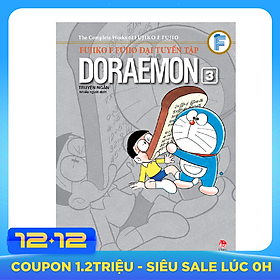 The Complete Works of FUJIKO F FUJIO
F
FUJIKO F FUJIO ĐẠI TUYỂN TẬP
DORAEMON 3
TRUYỆN NGẮN
12.12
COUPON 1.2TRIỆU - SIÊU SALE LÚC 0H